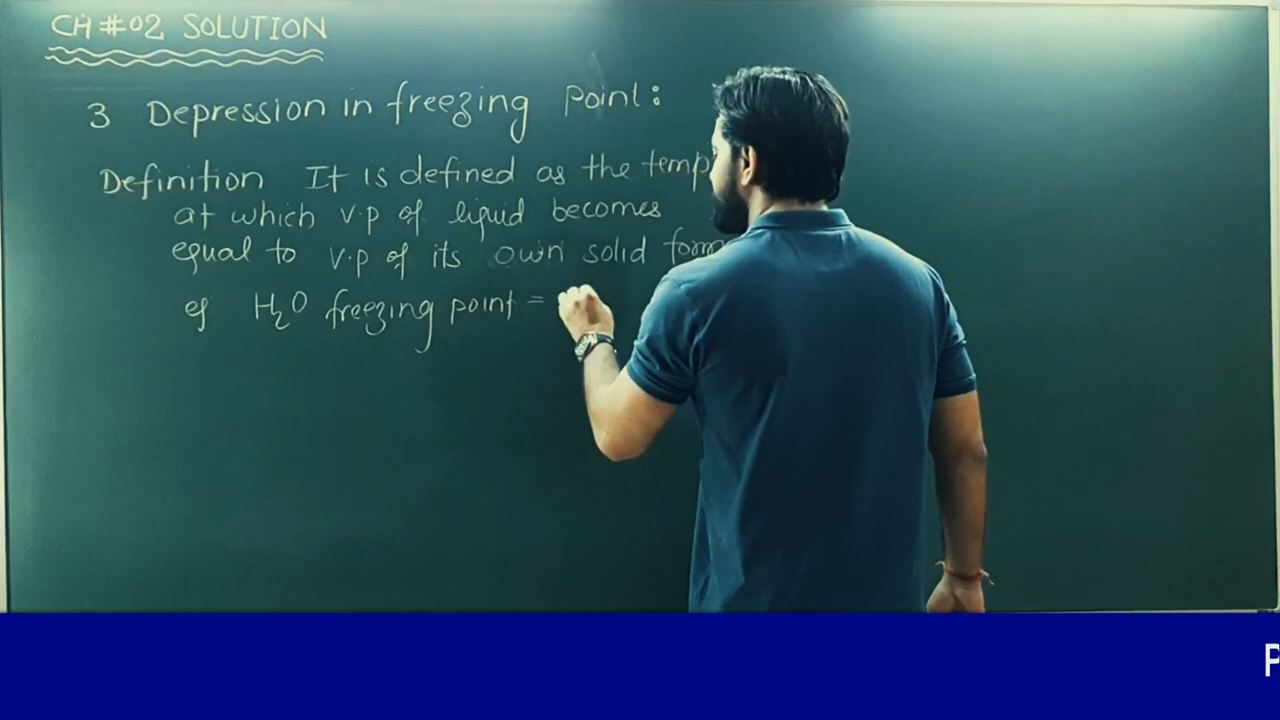 CH #02 SOLUTION
3 Depression in freezing point:
Definition It is defined as the temp
at which v.p of liquid becomes
equal to v.p of its own solid form
eg H2O freezing point =
P